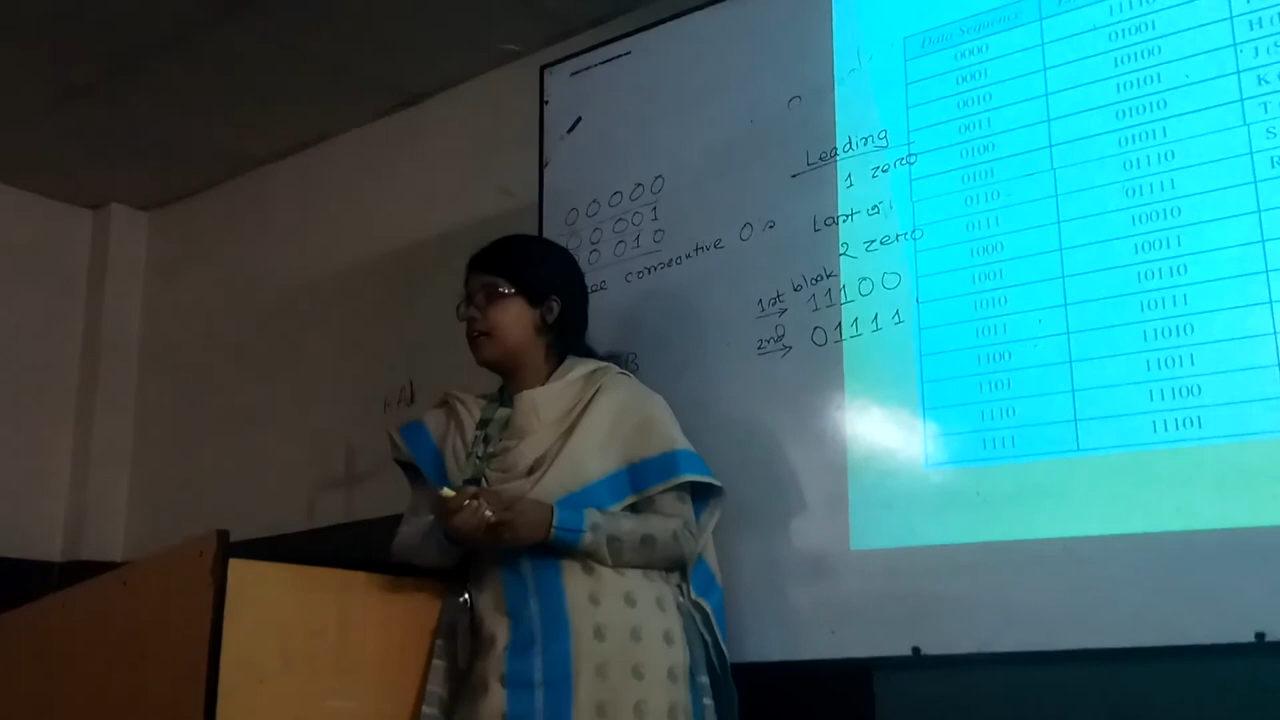 00000
00001
00010
consecutive 0s
Leading
1 zero
Last
2 zero
1st block
→ 11100
2nd
→ 01111
Data Sequence
0000 11110
0001 01001 H
0010 10100 J
0011 10101 K
0100 01010 T
0101 01011 S
0110 01110 R
0111 01111
1000 10010
1001 10011
1010 10110
1011 10111
1100 11010
1101 11011
1110 11100
1111 11101